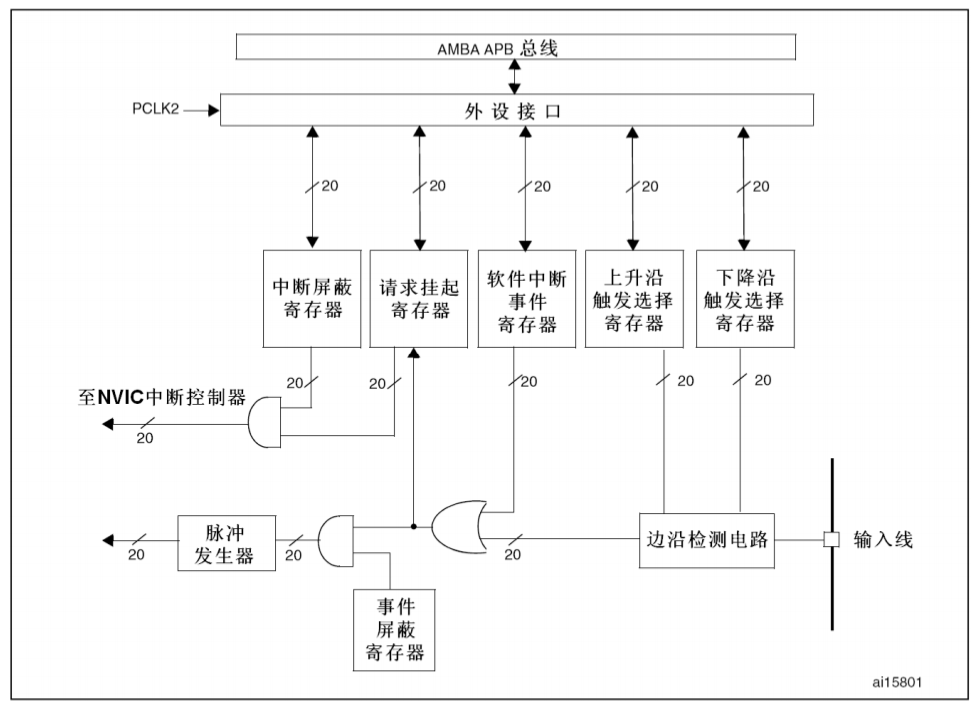 AMBA APB 总线
PCLK2
外设接口
20
20
20
20
20
中断屏蔽
寄存器
请求挂起
寄存器
软件中断
事件
寄存器
上升沿
触发选择
寄存器
下降沿
触发选择
寄存器
20
20
20
20
20
至NVIC中断控制器
20
脉冲
发生器
20
20
20
边沿检测电路
输入线
事件
屏蔽
寄存器
ai15801